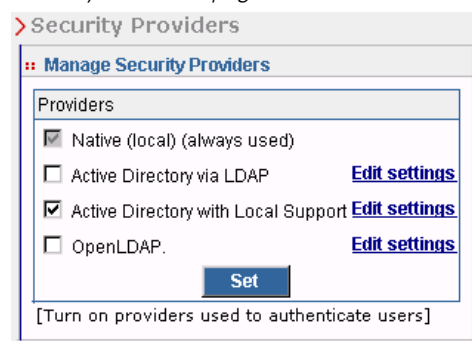 Security Providers
Manage Security Providers
Providers
Native (local) (always used)
Active Directory via LDAP Edit settings
Active Directory with Local Support Edit settings
OpenLDAP. Edit settings
Set
[Turn on providers used to authenticate users]